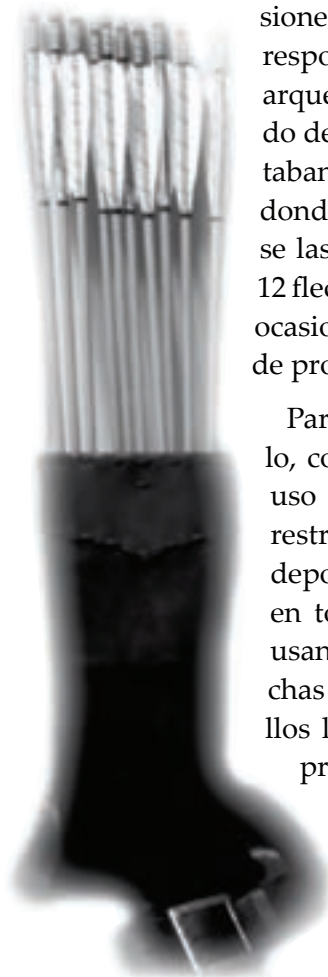 sione
respo
arque
do de
taban
dond
se las
12 flec
ocasio
de pro
Par
lo, co
uso
restr
depo
en to
usan
chas
llos l
pr